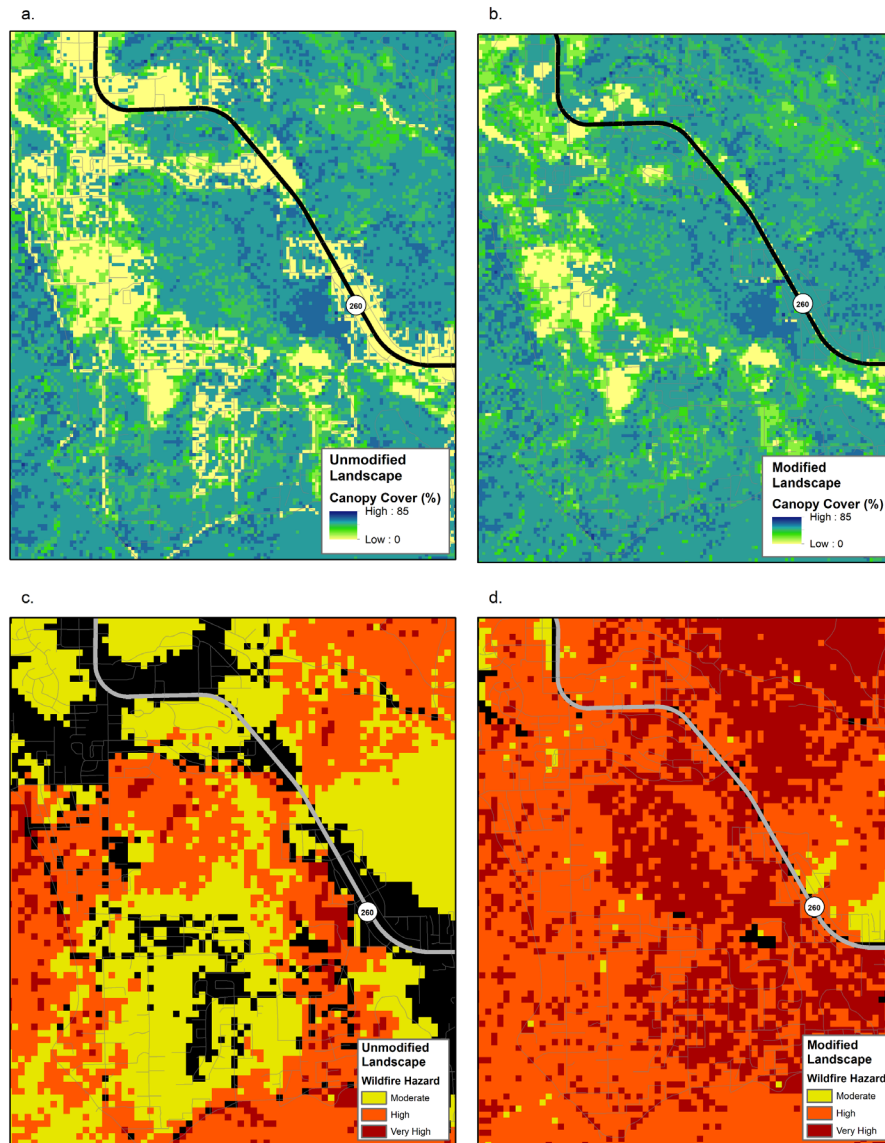 a.
b.
260
Unmodified
Landscape
Canopy Cover (%)
High : 85
Low : 0
260
Modified
Landscape
Canopy Cover (%)
High : 85
Low : 0
c.
d.
260
Unmodified
Landscape
Wildfire Hazard
Moderate
High
Very High
260
Modified
Landscape
Wildfire Hazard
Moderate
High
Very High